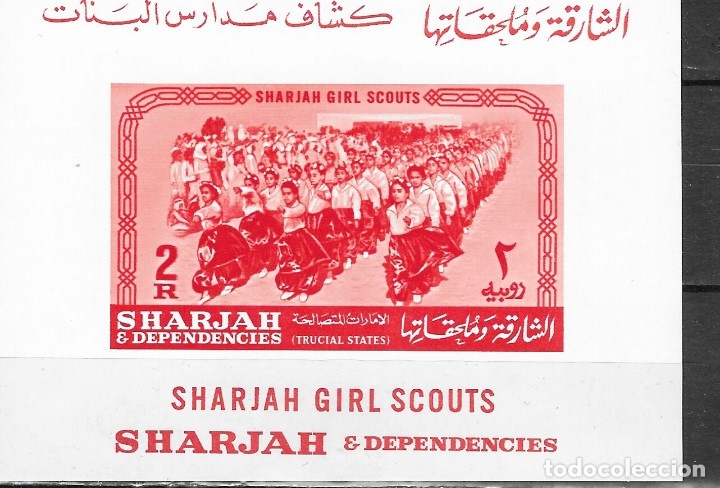 الشارقة وملحقاتها كشاف مدارس البنات
SHARJAH GIRL SCOUTS
2 R
٢ روبيه
SHARJAH & DEPENDENCIES
الامارات المتصالحة
(TRUCIAL STATES)
الشارقة وملحقاتها
SHARJAH GIRL SCOUTS
SHARJAH & DEPENDENCIES
todocoleccion